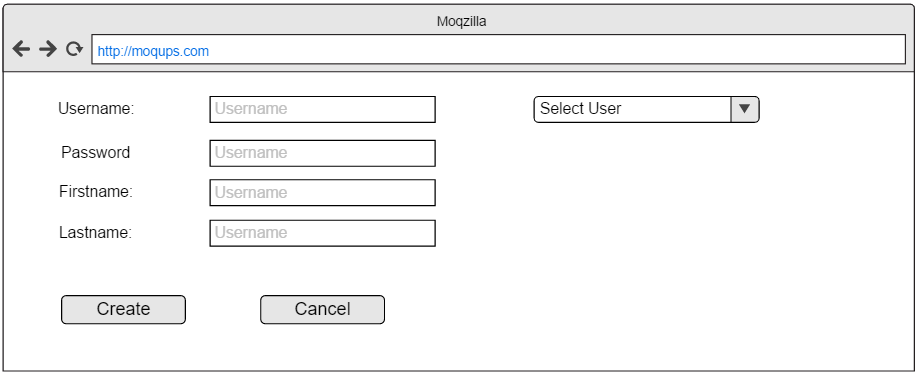 Moqzilla
http://moqups.com
Username: Username Select User
Password Username
Firstname: Username
Lastname: Username
Create Cancel